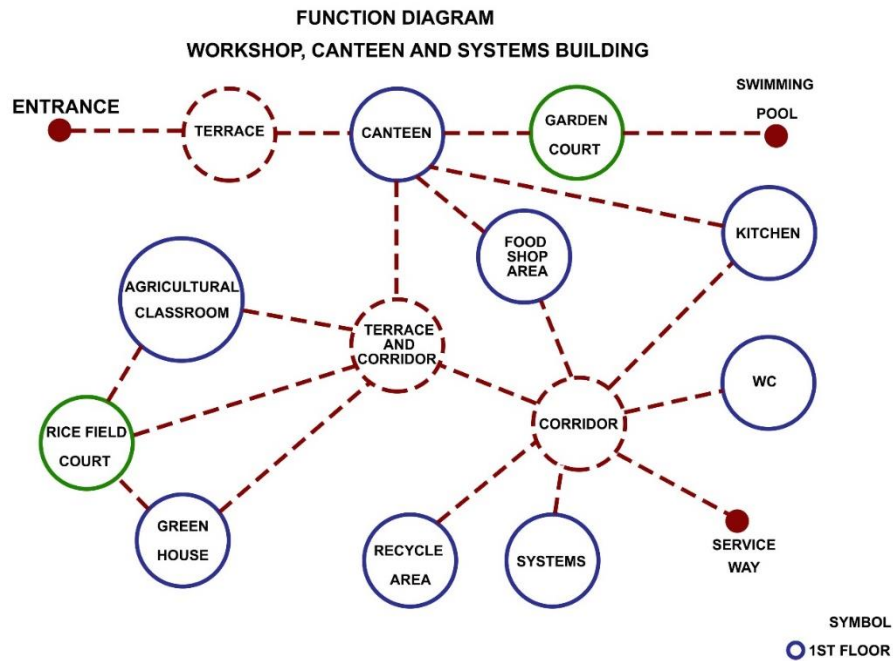 FUNCTION DIAGRAM
WORKSHOP, CANTEEN AND SYSTEMS BUILDING
ENTRANCE
TERRACE
CANTEEN
GARDEN
COURT
SWIMMING
POOL
KITCHEN
FOOD
SHOP
AREA
AGRICULTURAL
CLASSROOM
TERRACE
AND
CORRIDOR
WC
RICE FIELD
COURT
CORRIDOR
GREEN
HOUSE
RECYCLE
AREA
SYSTEMS
SERVICE
WAY
SYMBOL
1ST FLOOR